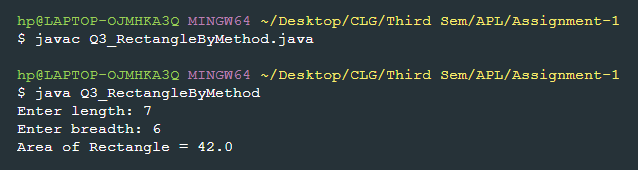 hp@LAPTOP-OJMHKA3Q MINGW64 ~/Desktop/CLG/Third Sem/APL/Assignment-1
$ javac Q3_RectangleByMethod.java
hp@LAPTOP-OJMHKA3Q MINGW64 ~/Desktop/CLG/Third Sem/APL/Assignment-1
$ java Q3_RectangleByMethod
Enter length: 7
Enter breadth: 6
Area of Rectangle = 42.0